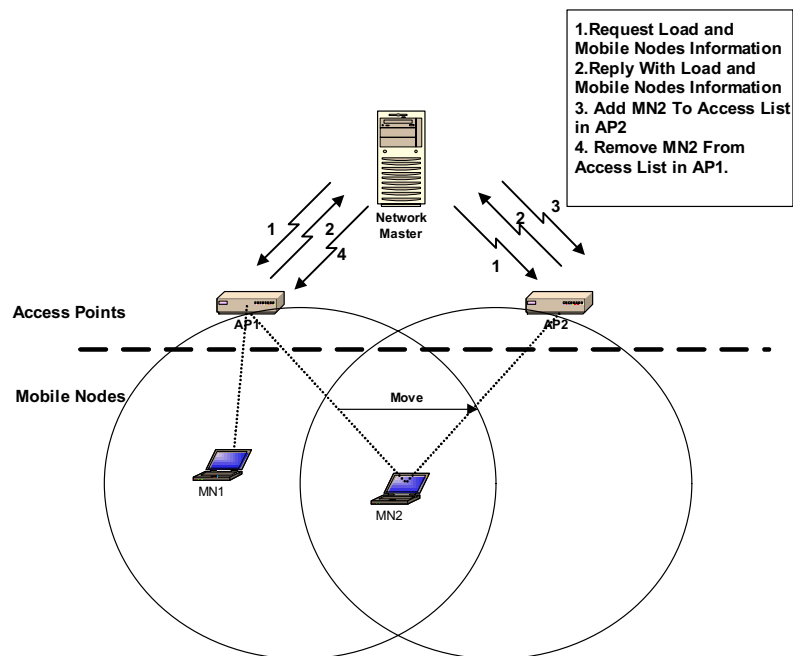 1.Request Load and
Mobile Nodes Information
2.Reply With Load and
Mobile Nodes Information
3. Add MN2 To Access List
in AP2
4. Remove MN2 From
Access List in AP1.
Network
Master
1
2
4
1
2
3
Access Points
AP1
AP2
Mobile Nodes
Move
MN1
MN2